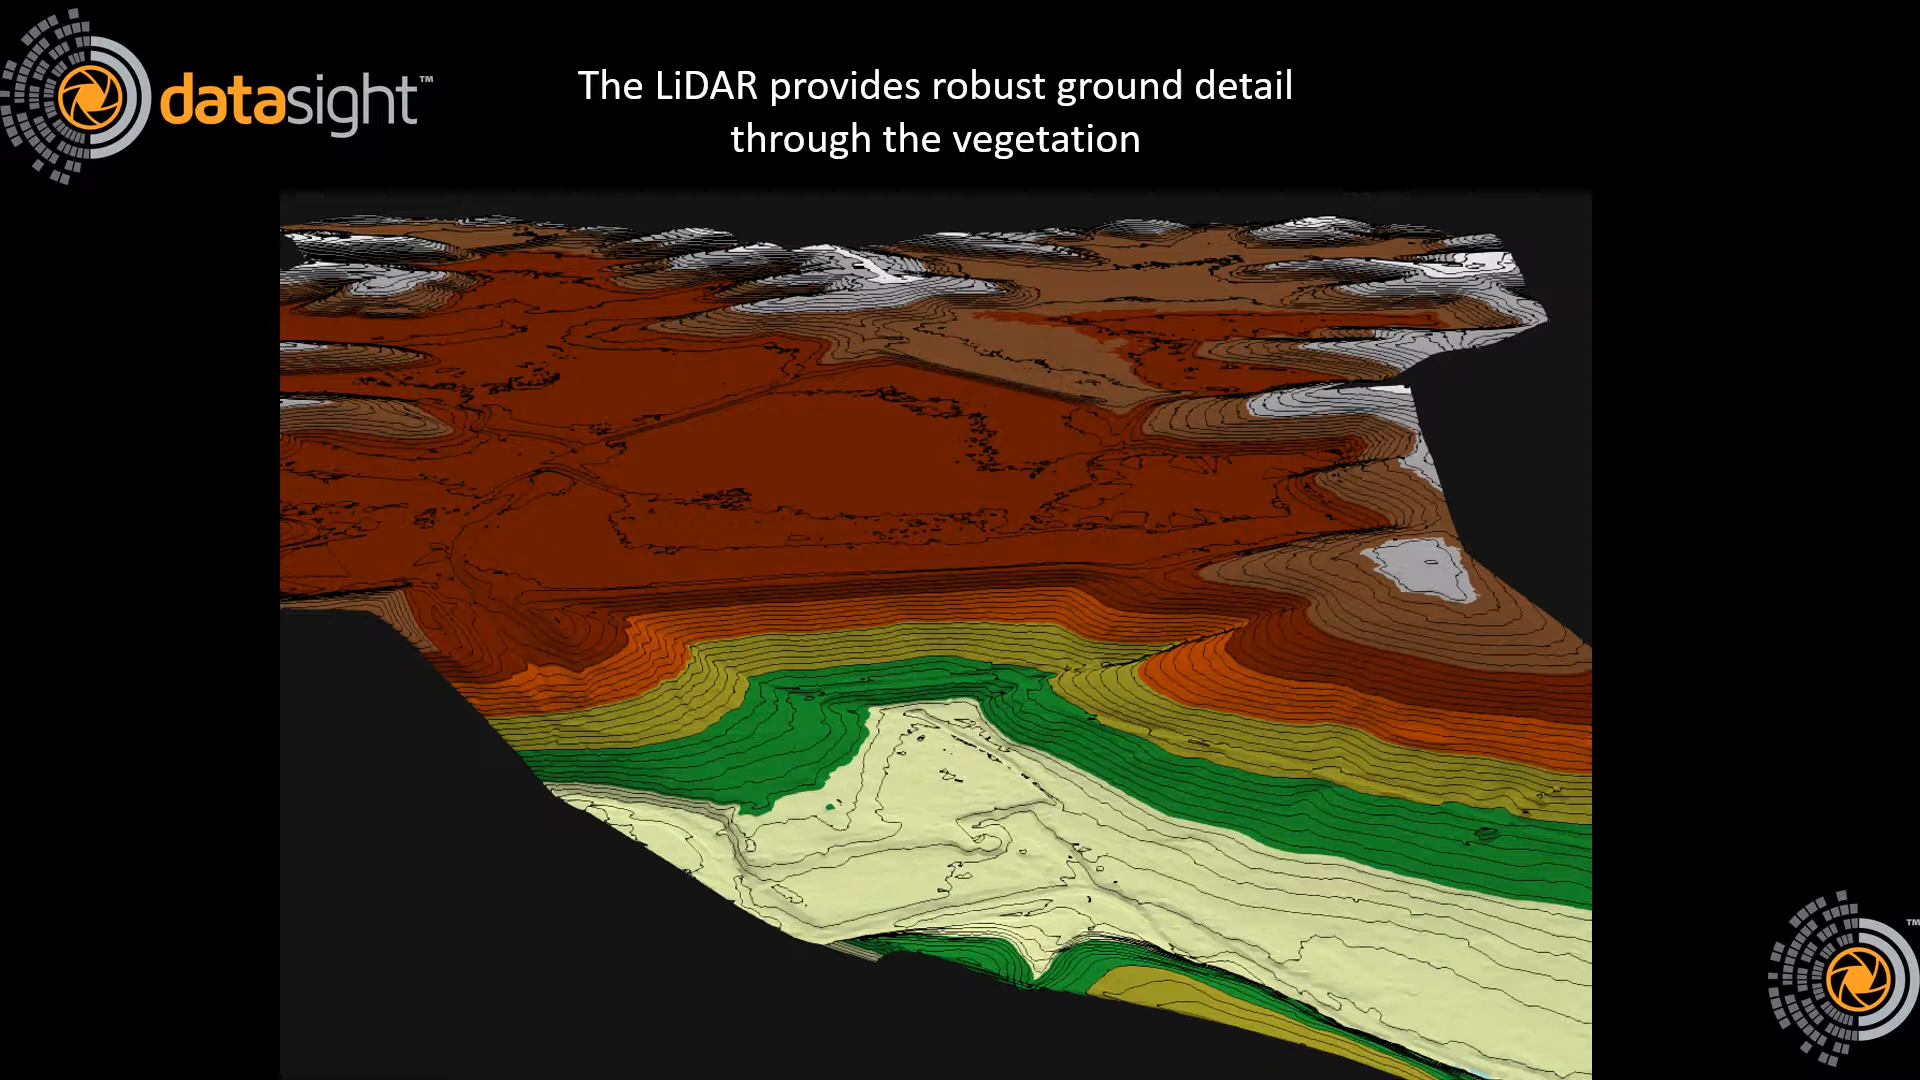 datasight™
The LiDAR provides robust ground detail
through the vegetation
™